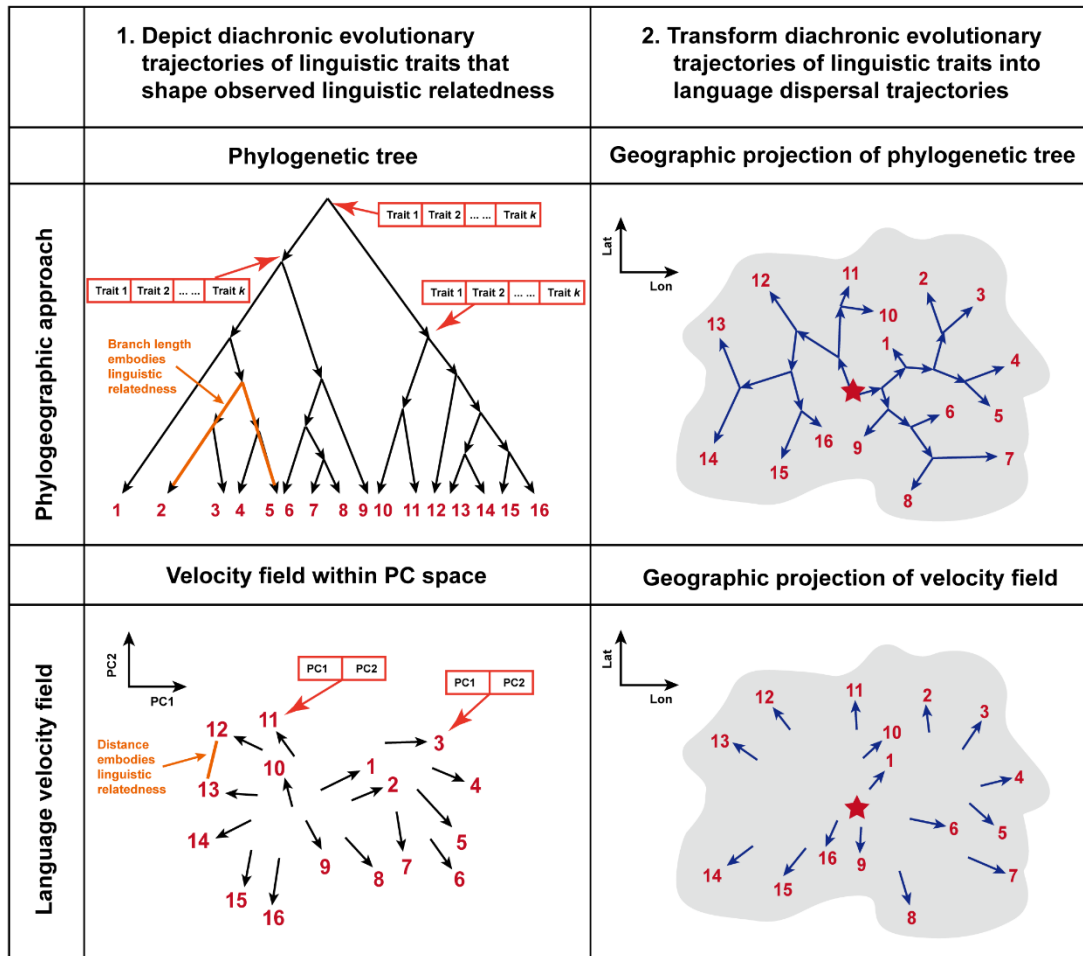 1. Depict diachronic evolutionary
trajectories of linguistic traits that
shape observed linguistic relatedness
2. Transform diachronic evolutionary
trajectories of linguistic traits into
language dispersal trajectories
Phylogenetic tree
Geographic projection of phylogenetic tree
Phylogeographic approach
Trait 1 Trait 2 ... ... Trait k
Trait 1 Trait 2 ... ... Trait k
Trait 1 Trait 2 ... ... Trait k
Branch length
embodies
linguistic
relatedness
1 2 3 4 5 6 7 8 9 10 11 12 13 14 15 16
Lat
Lon
11
2
12
3
10
13
1
4
6
5
16
9
14
15
7
8
Velocity field within PC space
Geographic projection of velocity field
Language velocity field
PC2
PC1
PC1 PC2
PC1 PC2
11
12
3
Distance
embodies
linguistic
relatedness
10
1
2
4
13
14
5
9
8
7
6
15
16
Lat
Lon
12
11
2
3
10
13
1
4
6
5
16
9
14
15
7
8